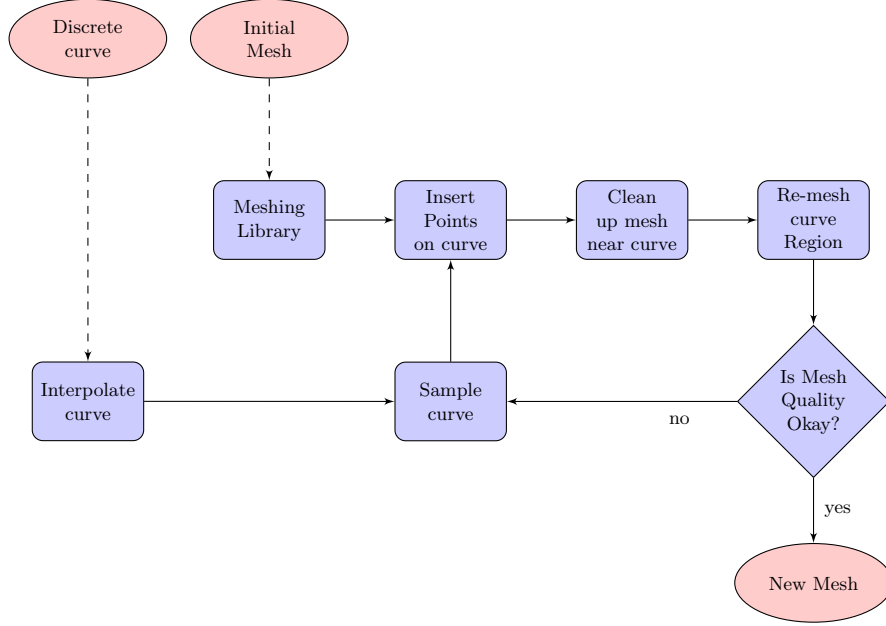 Discrete
curve
Initial
Mesh
Meshing
Library
Insert
Points
on curve
Clean
up mesh
near curve
Re-mesh
curve
Region
Interpolate
curve
Sample
curve
no
Is Mesh
Quality
Okay?
yes
New Mesh